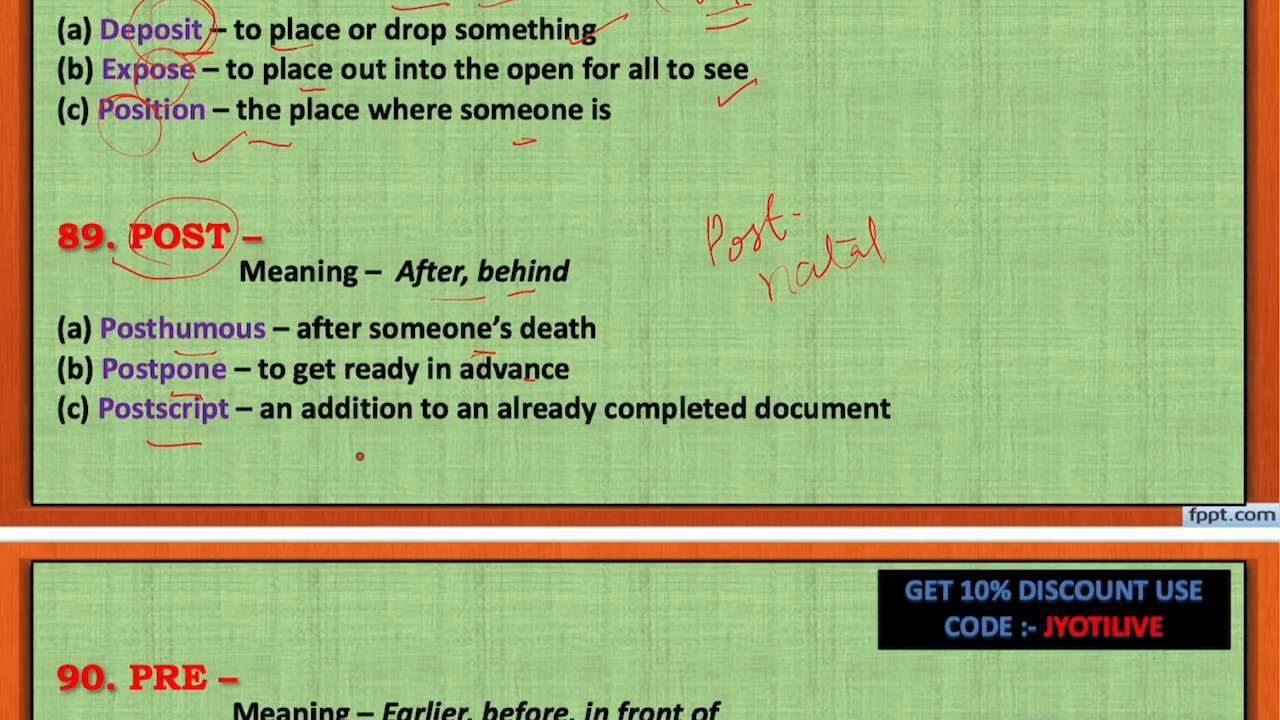 (a) Deposit – to place or drop something
(b) Expose – to place out into the open for all to see
(c) Position – the place where someone is
89. POST –
Meaning – After, behind
Post-
natal
(a) Posthumous – after someone's death
(b) Postpone – to get ready in advance
(c) Postscript – an addition to an already completed document
fppt.com
GET 10% DISCOUNT USE
CODE :- JYOTILIVE
90. PRE –
Meaning – Earlier, before, in front of